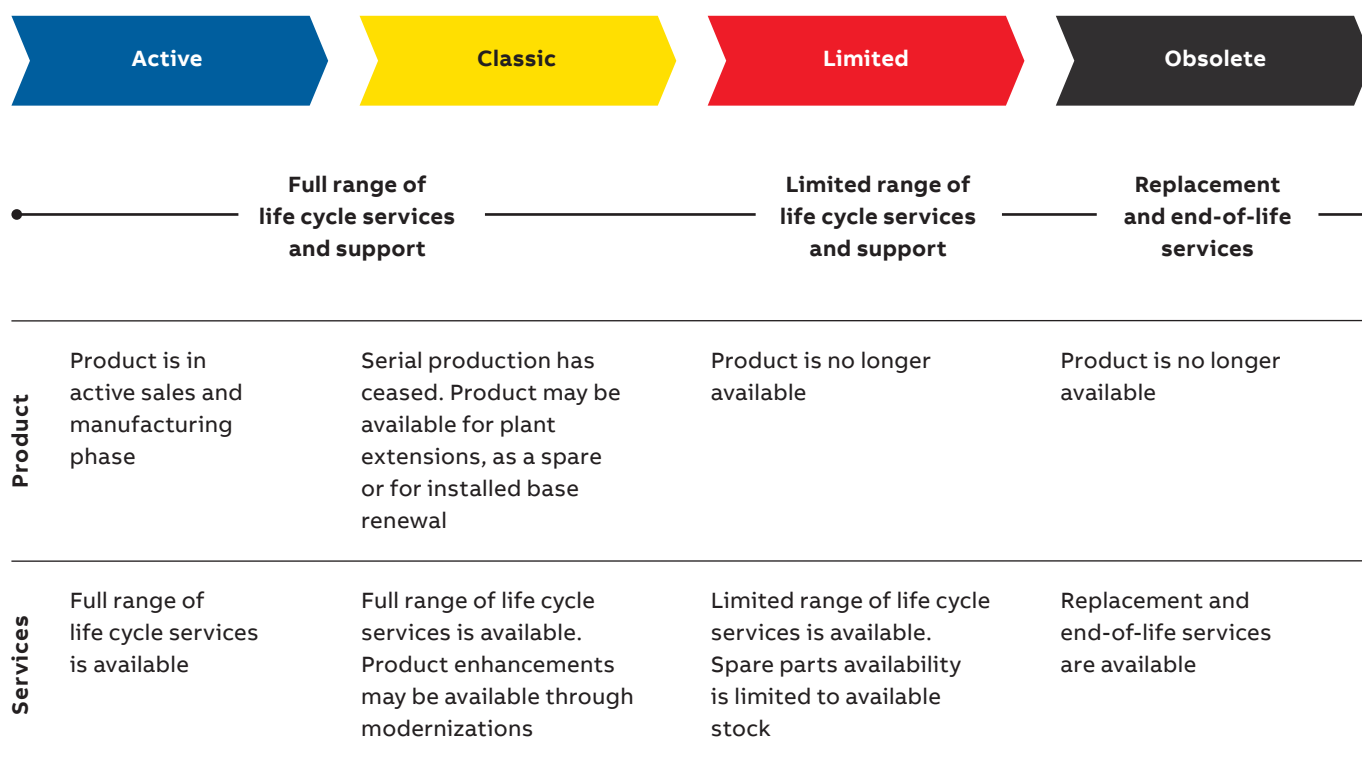 Active
Classic
Limited
Obsolete
Full range of
life cycle services
and support
Limited range of
life cycle services
and support
Replacement
and end-of-life
services
Product
Product is in
active sales and
manufacturing
phase
Serial production has
ceased. Product may be
available for plant
extensions, as a spare
or for installed base
renewal
Product is no longer
available
Product is no longer
available
Services
Full range of
life cycle services
is available
Full range of life cycle
services is available.
Product enhancements
may be available through
modernizations
Limited range of life cycle
services is available.
Spare parts availability
is limited to available
stock
Replacement and
end-of-life services
are available